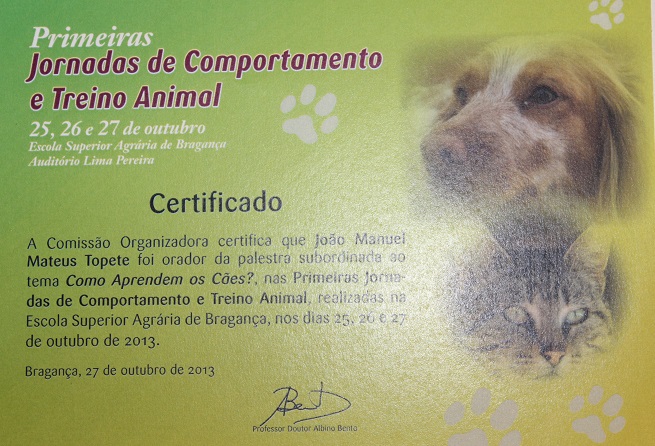 Primeiras
Jornadas de Comportamento
e Treino Animal
25, 26 e 27 de outubro
Escola Superior Agrária de Bragança
Auditório Lima Pereira
Certificado
A Comissão Organizadora certifica que João Manuel
Mateus Topete foi orador da palestra subordinada ao
tema Como Aprendem os Cães?, nas Primeiras Jorna-
das de Comportamento e Treino Animal, realizadas na
Escola Superior Agrária de Bragança, nos dias 25, 26 e 27
de outubro de 2013.
Bragança, 27 de outubro de 2013
Professor Doutor Albino Bento